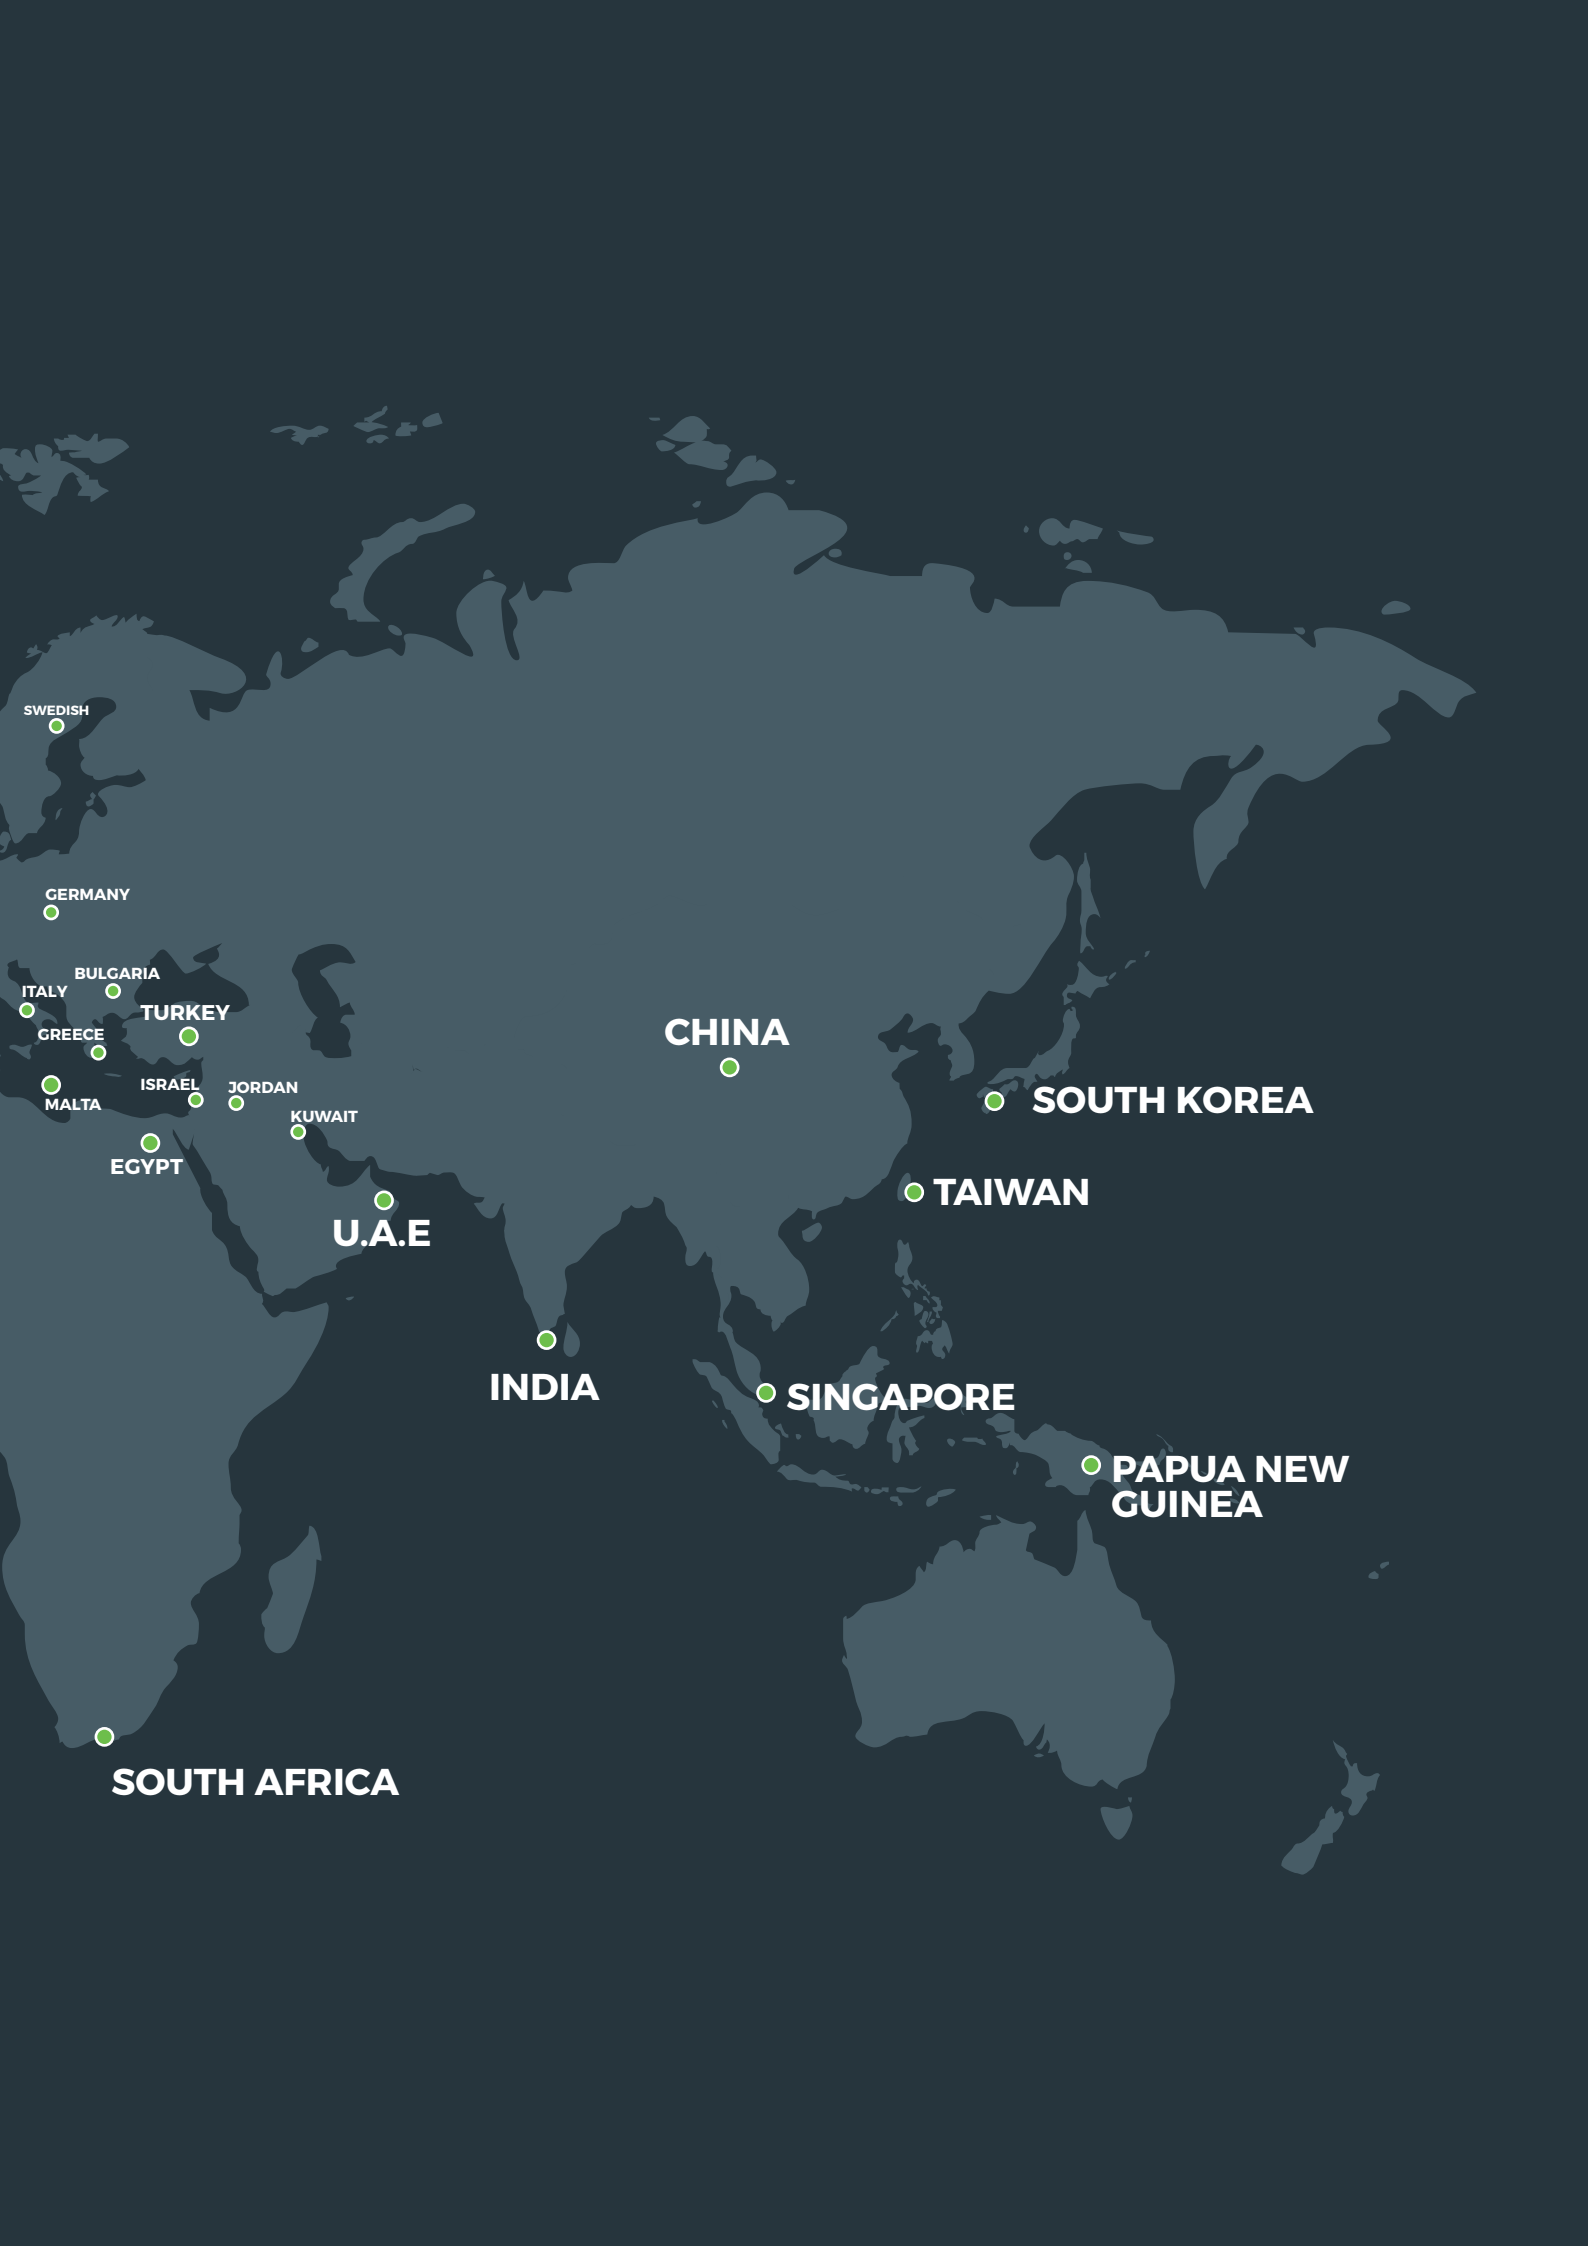 SWEDISH
GERMANY
BULGARIA
ITALY
TURKEY
GREECE
CHINA
ISRAEL
JORDAN
MALTA
KUWAIT
SOUTH KOREA
EGYPT
TAIWAN
U.A.E
INDIA
SINGAPORE
PAPUA NEW
GUINEA
SOUTH AFRICA